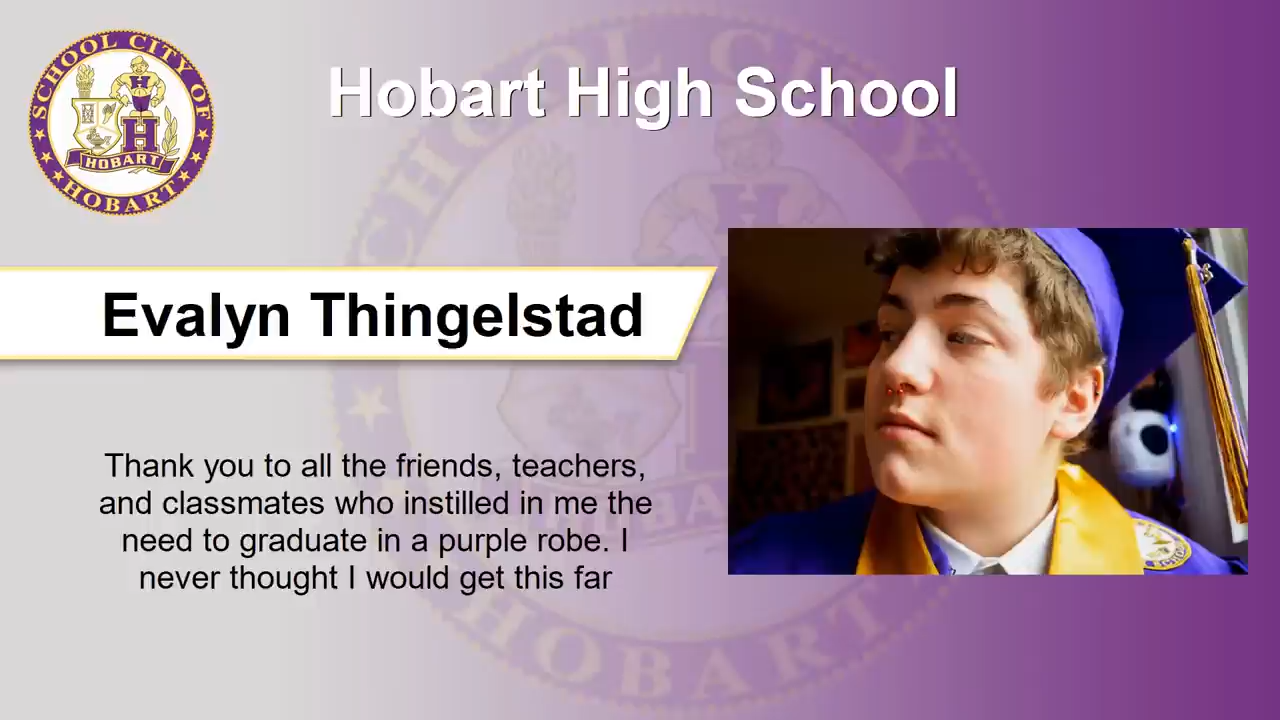 SCHOOL CITY OF
HOBART
HOBART
Hobart High School
Evalyn Thingelstad
Thank you to all the friends, teachers,
and classmates who instilled in me the
need to graduate in a purple robe. I
never thought I would get this far